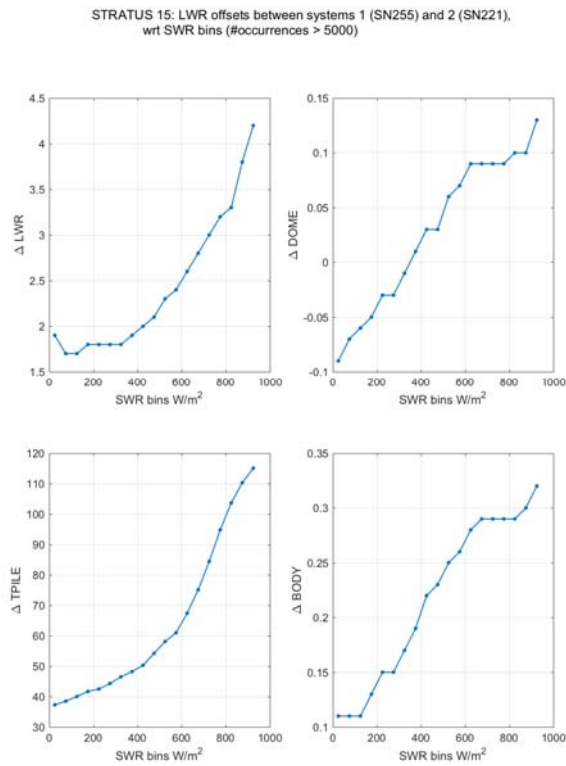 STRATUS 15: LWR offsets between systems 1 (SN255) and 2 (SN221),
wrt SWR bins (#occurrences > 5000)
4.5
4
3.5
3
2.5
2
1.5
Δ LWR
0 200 400 600 800 1000
SWR bins W/m²
0.15
0.1
0.05
0
-0.05
-0.1
Δ DOME
0 200 400 600 800 1000
SWR bins W/m²
120
110
100
90
80
70
60
50
40
30
Δ TPILE
0 200 400 600 800 1000
SWR bins W/m²
0.35
0.3
0.25
0.2
0.15
0.1
Δ BODY
0 200 400 600 800 1000
SWR bins W/m²